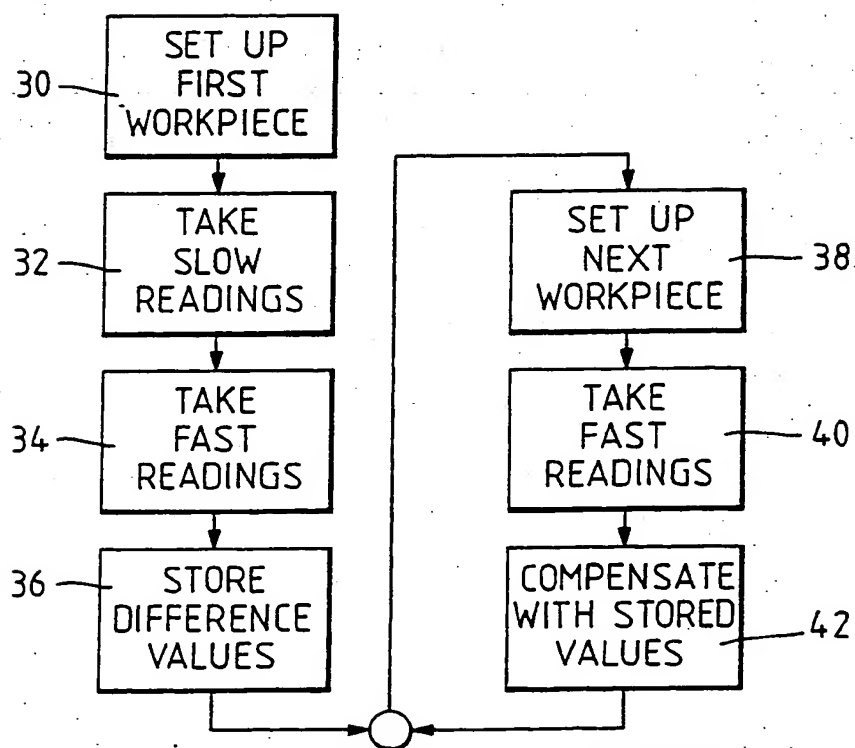 30
SET UP
FIRST
WORKPIECE
32
TAKE
SLOW
READINGS
34
TAKE
FAST
READINGS
36
STORE
DIFFERENCE
VALUES
SET UP
NEXT
WORKPIECE
38
TAKE
FAST
READINGS
40
COMPENSATE
WITH STORED
VALUES
42